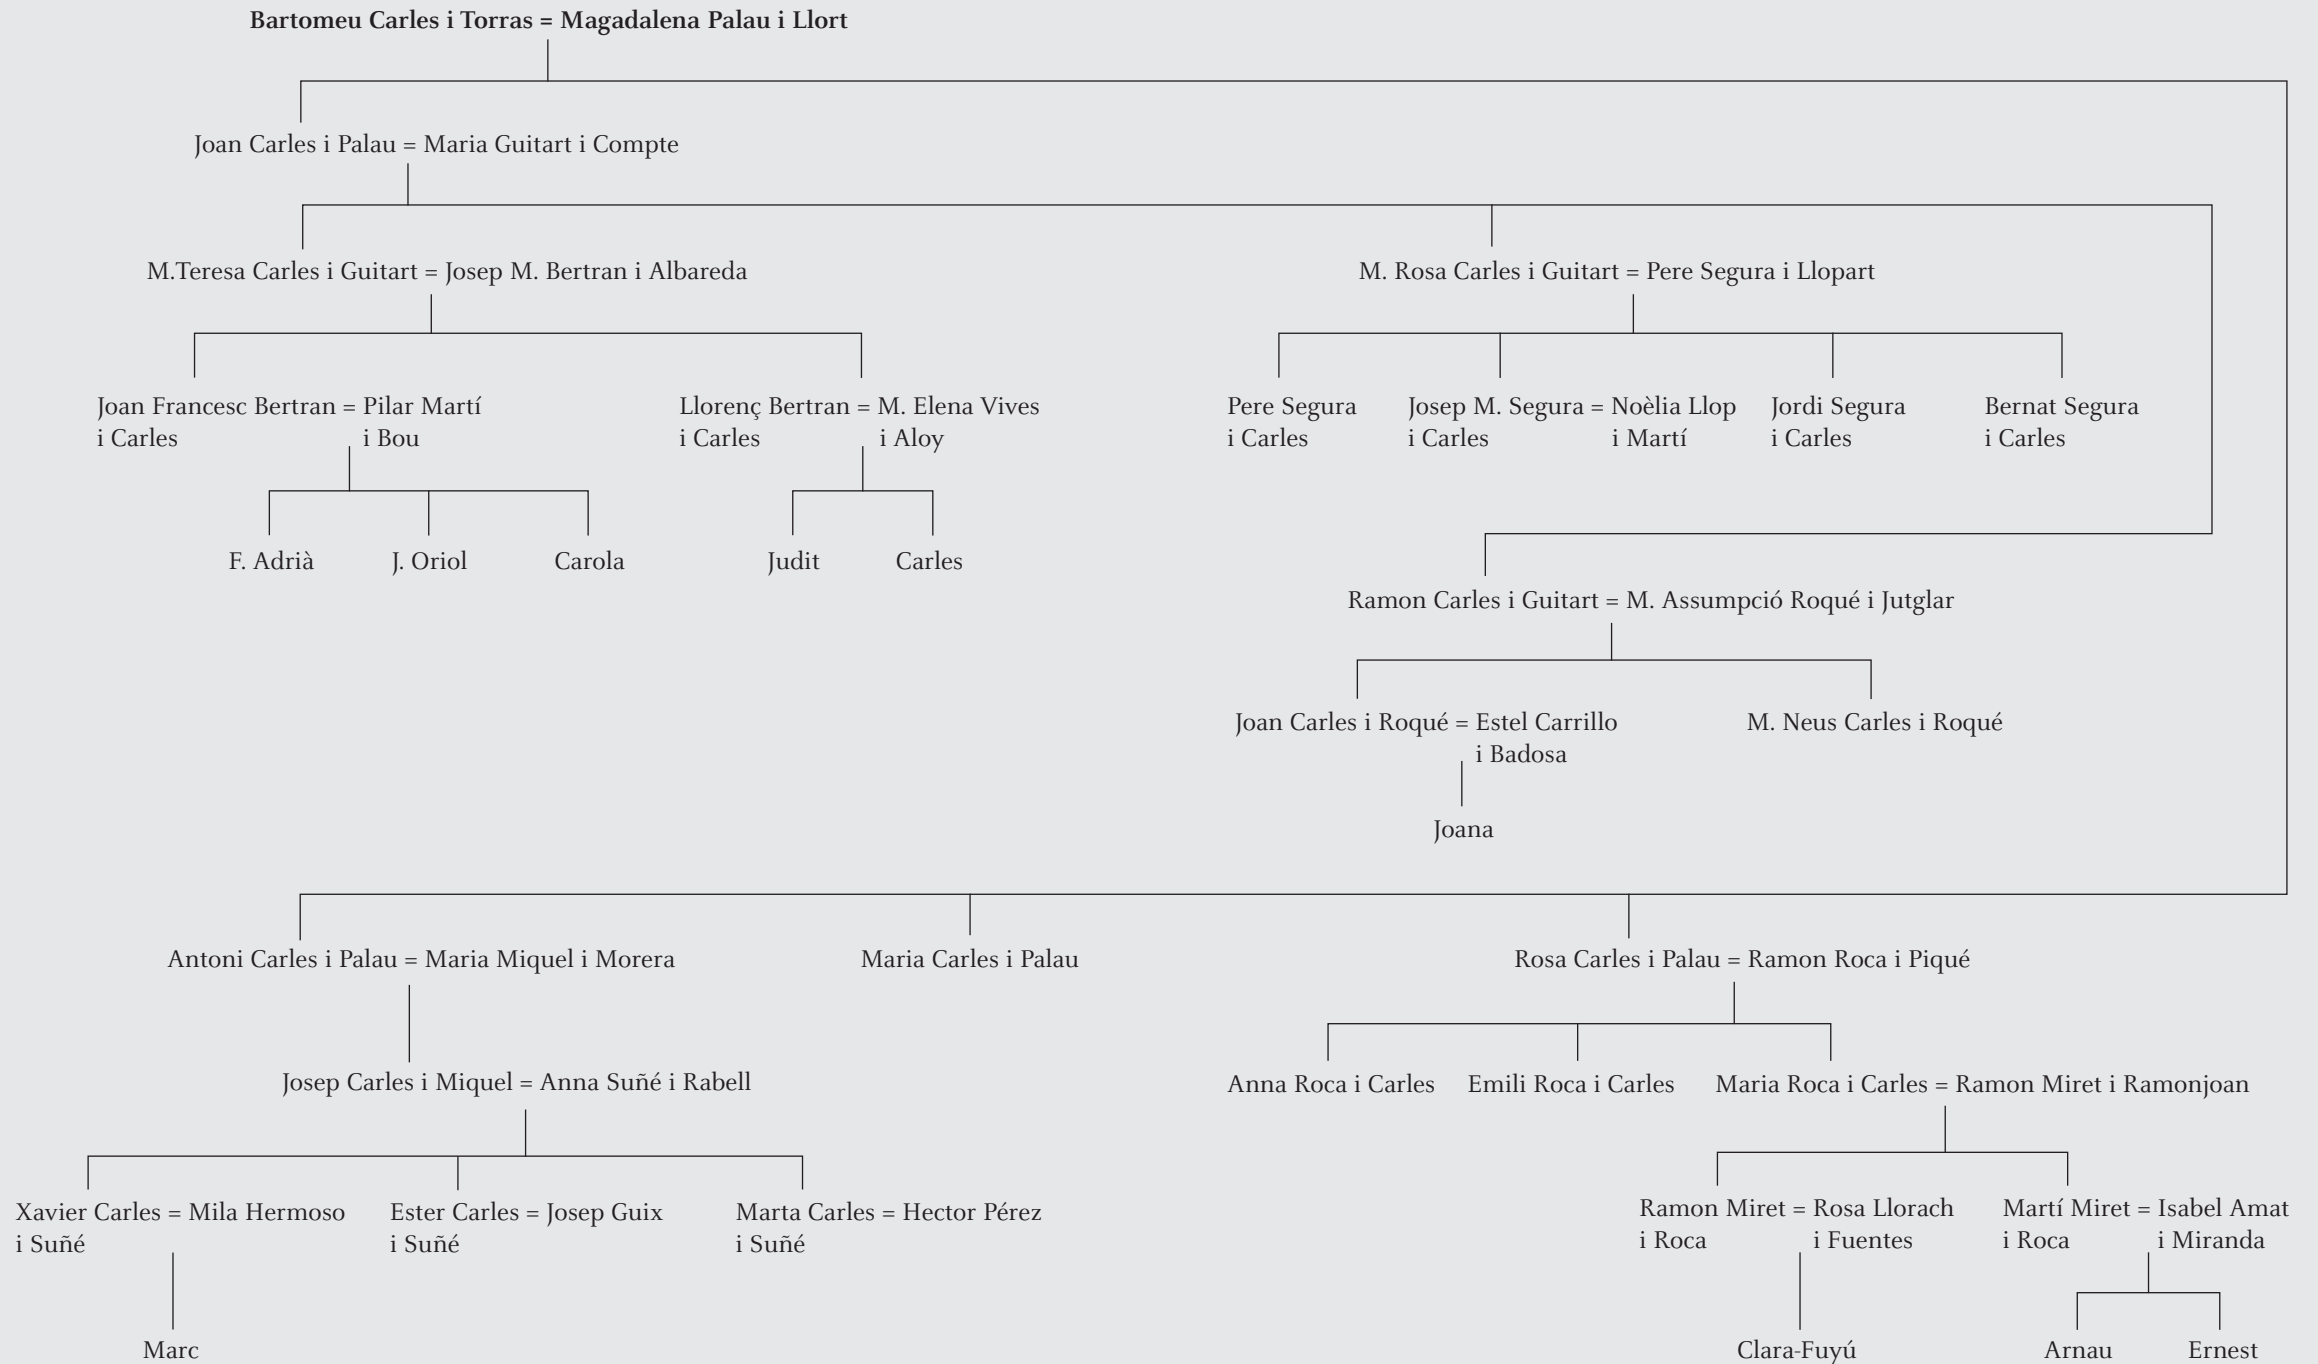 Bartomeu Carles i Torras = Magadalena Palau i Llort
Joan Carles i Palau = Maria Guitart i Compte
M.Teresa Carles i Guitart = Josep M. Bertran i Albareda
M. Rosa Carles i Guitart = Pere Segura i Llopart
Joan Francesc Bertran = Pilar Martí
i Carles i Bou
Llorenç Bertran = M. Elena Vives
i Carles i Aloy
Pere Segura
i Carles
Josep M. Segura = Noèlia Llop
i Carles i Martí
Jordi Segura
i Carles
Bernat Segura
i Carles
F. Adrià
J. Oriol
Carola
Judit
Carles
Ramon Carles i Guitart = M. Assumpció Roqué i Jutglar
Joan Carles i Roqué = Estel Carrillo
i Badosa
M. Neus Carles i Roqué
Joana
Antoni Carles i Palau = Maria Miquel i Morera
Maria Carles i Palau
Rosa Carles i Palau = Ramon Roca i Piqué
Josep Carles i Miquel = Anna Suñé i Rabell
Anna Roca i Carles
Emili Roca i Carles
Maria Roca i Carles = Ramon Miret i Ramonjoan
Xavier Carles = Mila Hermoso
i Suñé
Ester Carles = Josep Guix
i Suñé
Marta Carles = Hector Pérez
i Suñé
Ramon Miret = Rosa Llorach
i Roca i Fuentes
Martí Miret = Isabel Amat
i Roca i Miranda
Marc
Clara-Fuyú
Arnau
Ernest